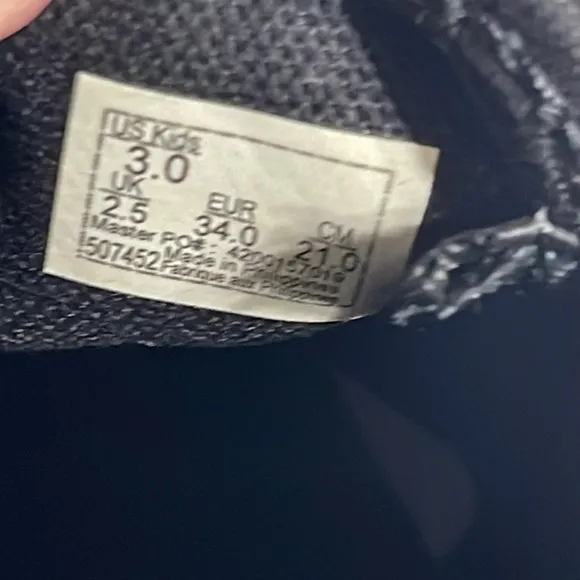 US Kids
3.0
UK EUR CM
2.5 34.0 21.0
Master PO#: 4200157019
507452 Made in Philippines
Fabrique aux Philippines